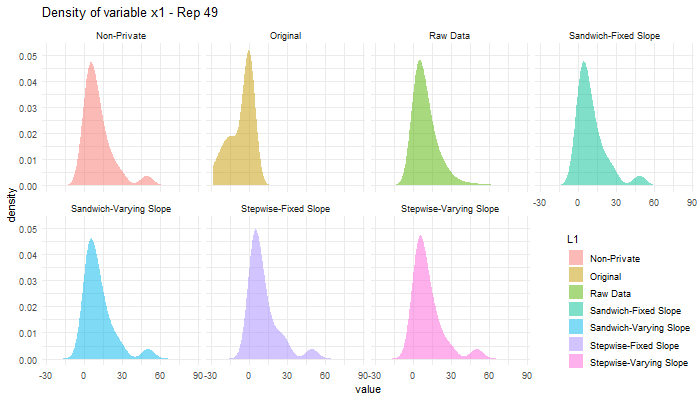 Density of variable x1 - Rep 49
Non-Private
Original
Raw Data
Sandwich-Fixed Slope
0.05
0.04
0.03
0.02
0.01
0.00
-30 0 30 60 90
density
Sandwich-Varying Slope
Stepwise-Fixed Slope
Stepwise-Varying Slope
0.05
0.04
0.03
0.02
0.01
0.00
-30 0 30 60 90 -30 0 30 60 90 -30 0 30 60 90
value
L1
Non-Private
Original
Raw Data
Sandwich-Fixed Slope
Sandwich-Varying Slope
Stepwise-Fixed Slope
Stepwise-Varying Slope